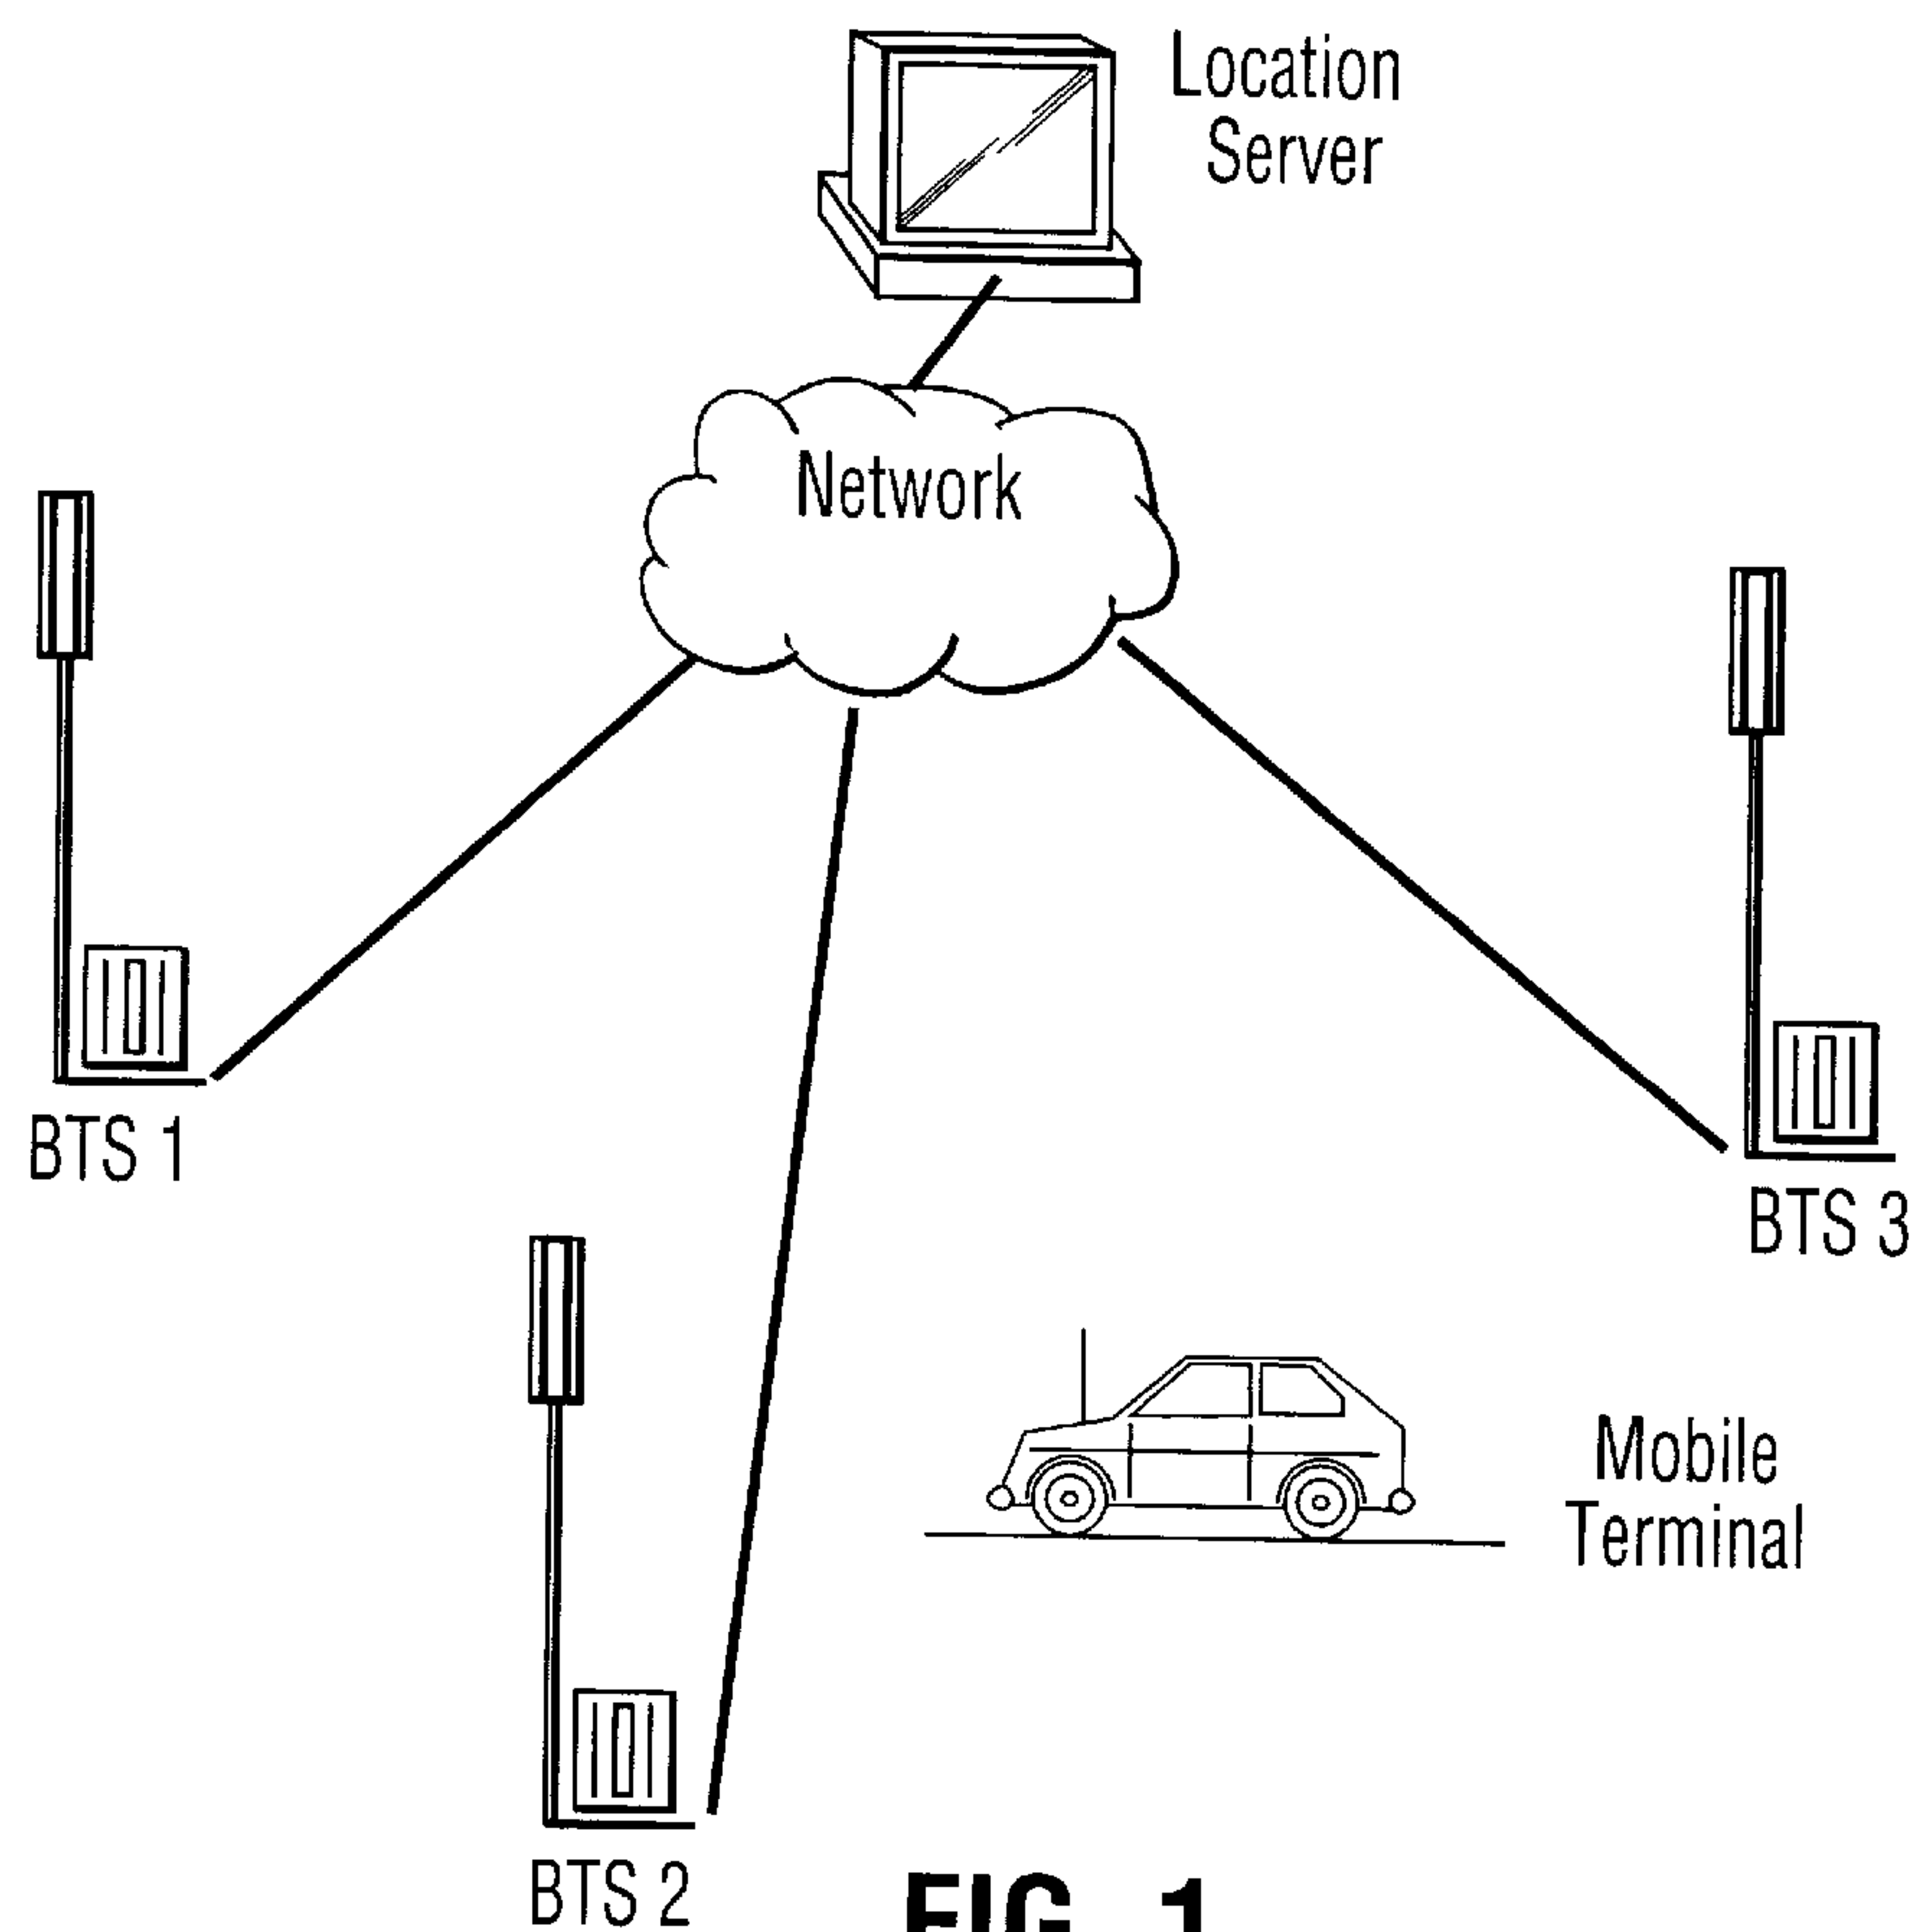 Location
Server
Network
BTS 1
BTS 3
Mobile
Terminal
BTS 2
FIG. 1